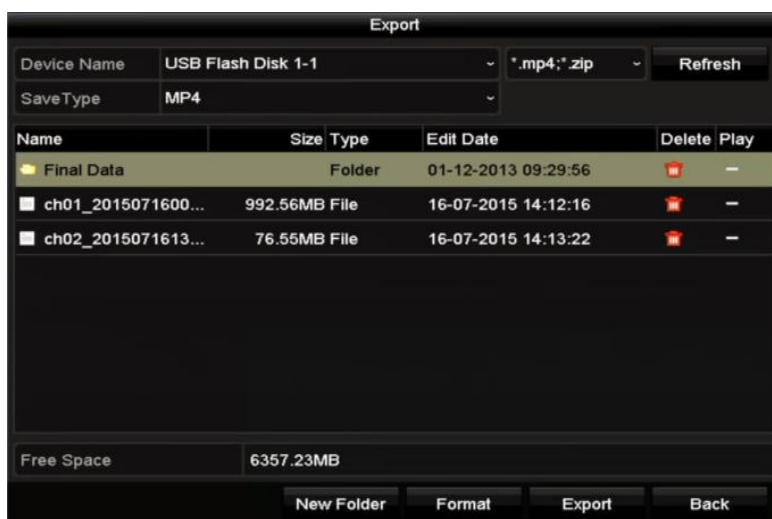 Export
Device Name USB Flash Disk 1-1 *.mp4;*.zip Refresh
SaveType MP4
Name Size Type Edit Date Delete Play
Final Data Folder 01-12-2013 09:29:56
ch01_2015071600... 992.56MB File 16-07-2015 14:12:16
ch02_2015071613... 76.55MB File 16-07-2015 14:13:22
Free Space 6357.23MB
New Folder Format Export Back